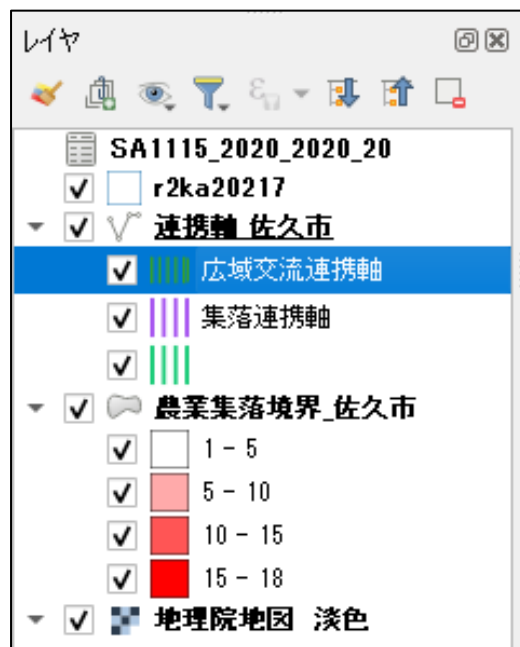 レイヤ
SA1115_2020_2020_20
r2ka20217
連携軸_佐久市
広域交流連携軸
集落連携軸
農業集落境界_佐久市
1 - 5
5 - 10
10 - 15
15 - 18
地理院地図 淡色